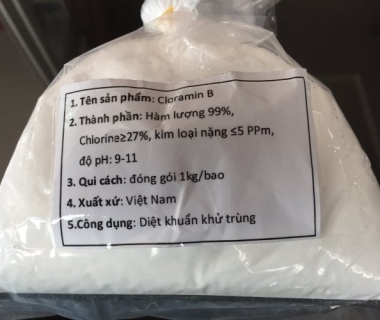 1. Tên sản phẩm: Cloramin B
2. Thành phần: Hàm lượng 99%,
Chlorine≥27%, kim loại nặng ≤5 PPm,
độ pH: 9-11
3. Qui cách: đóng gói 1kg/bao
4. Xuất xứ: Việt Nam
5.Công dụng: Diệt khuẩn khử trùng